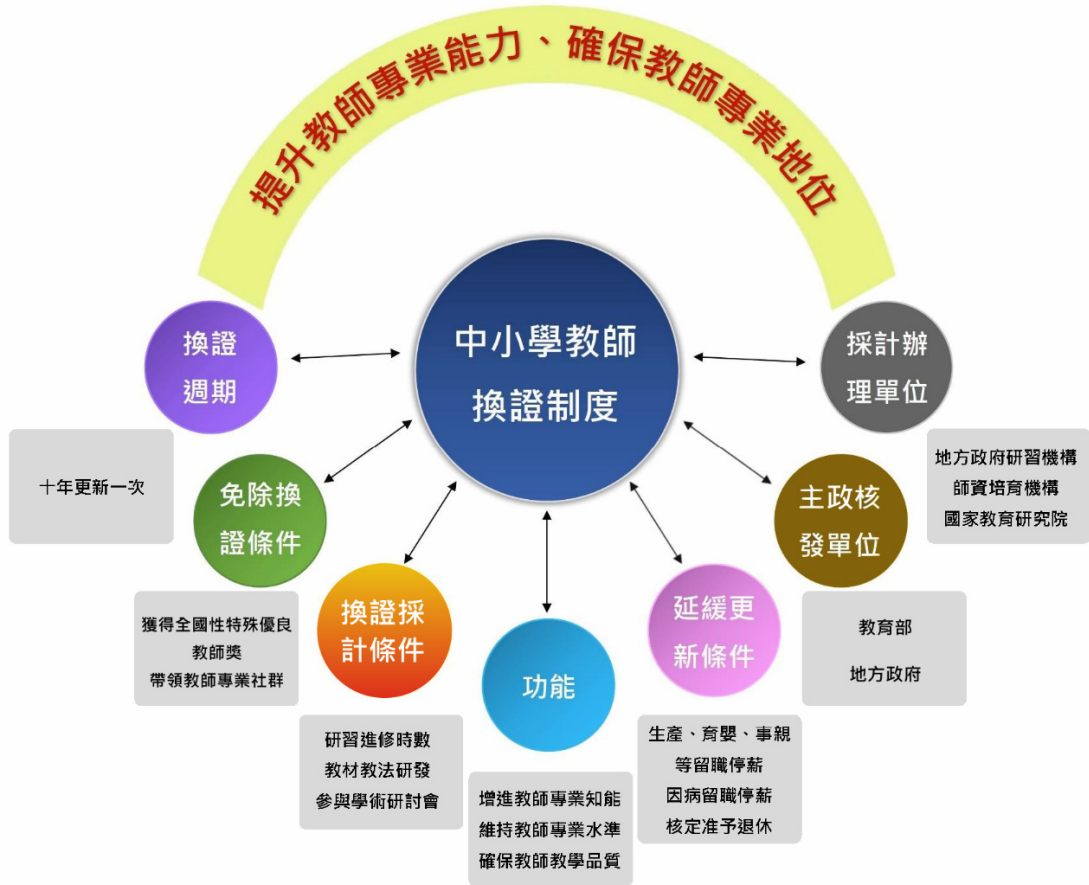 提升教師專業能力、確保教師專業地位
中小學教師
換證制度
換證
週期
十年更新一次
免除換
證條件
獲得全國性特殊優良
教師獎
帶領教師專業社群
換證採
計條件
研習進修時數
教材教法研發
參與學術研討會
功能
增進教師專業知能
維持教師專業水準
確保教師教學品質
延緩更
新條件
生產、育嬰、事親
等留職停薪
因病留職停薪
核定准予退休
主政核
發單位
教育部
地方政府
採計辦
理單位
地方政府研習機構
師資培育機構
國家教育研究院